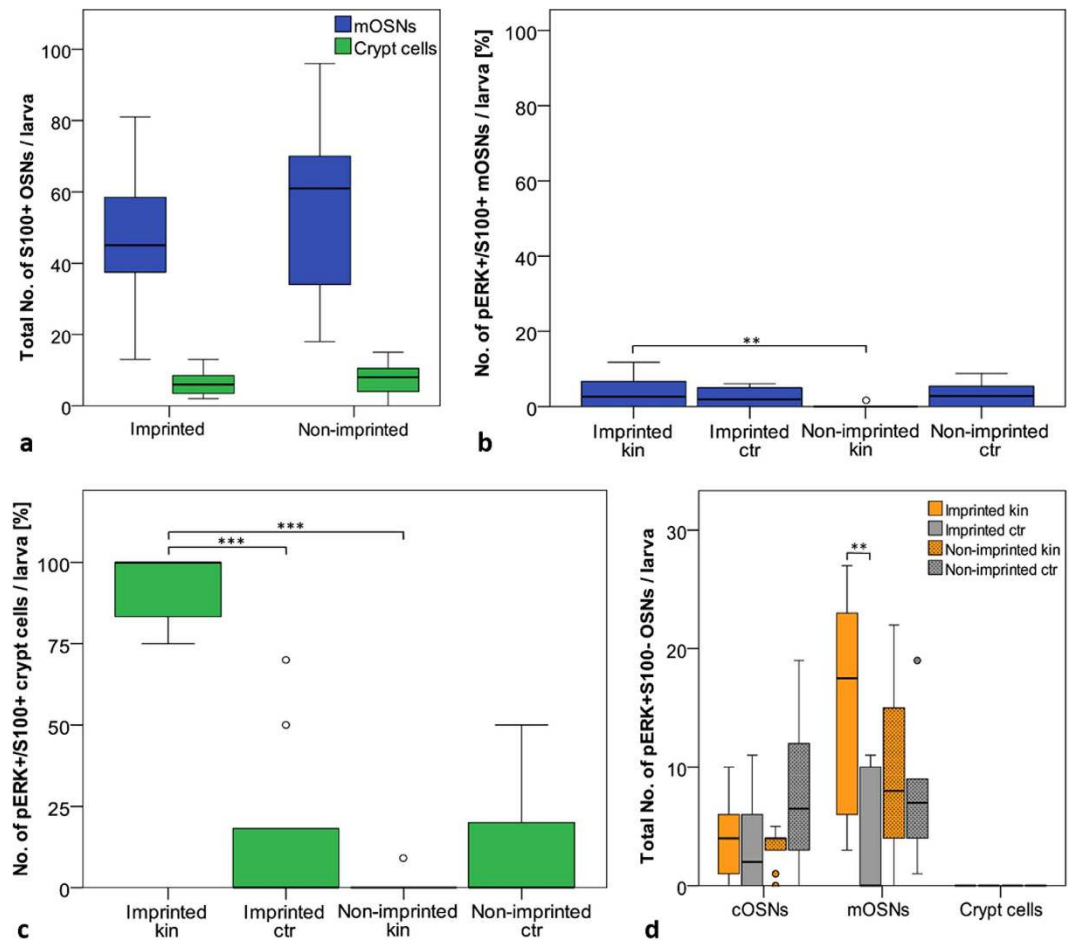 mOSNs
Crypt cells
Total No. of S100+ OSNs / larva
100
80
60
40
20
0
Imprinted
Non-imprinted
a
No. of pERK+/S100+ mOSNs / larva [%]
100
80
60
40
20
0
**
Imprinted kin
Imprinted ctr
Non-imprinted kin
Non-imprinted ctr
b
No. of pERK+/S100+ crypt cells / larva [%]
100
75
50
25
0
***
***
Imprinted kin
Imprinted ctr
Non-imprinted kin
Non-imprinted ctr
c
Imprinted kin
Imprinted ctr
Non-imprinted kin
Non-imprinted ctr
Total No. of pERK+S100- OSNs / larva
30
20
10
0
**
cOSNs
mOSNs
Crypt cells
d